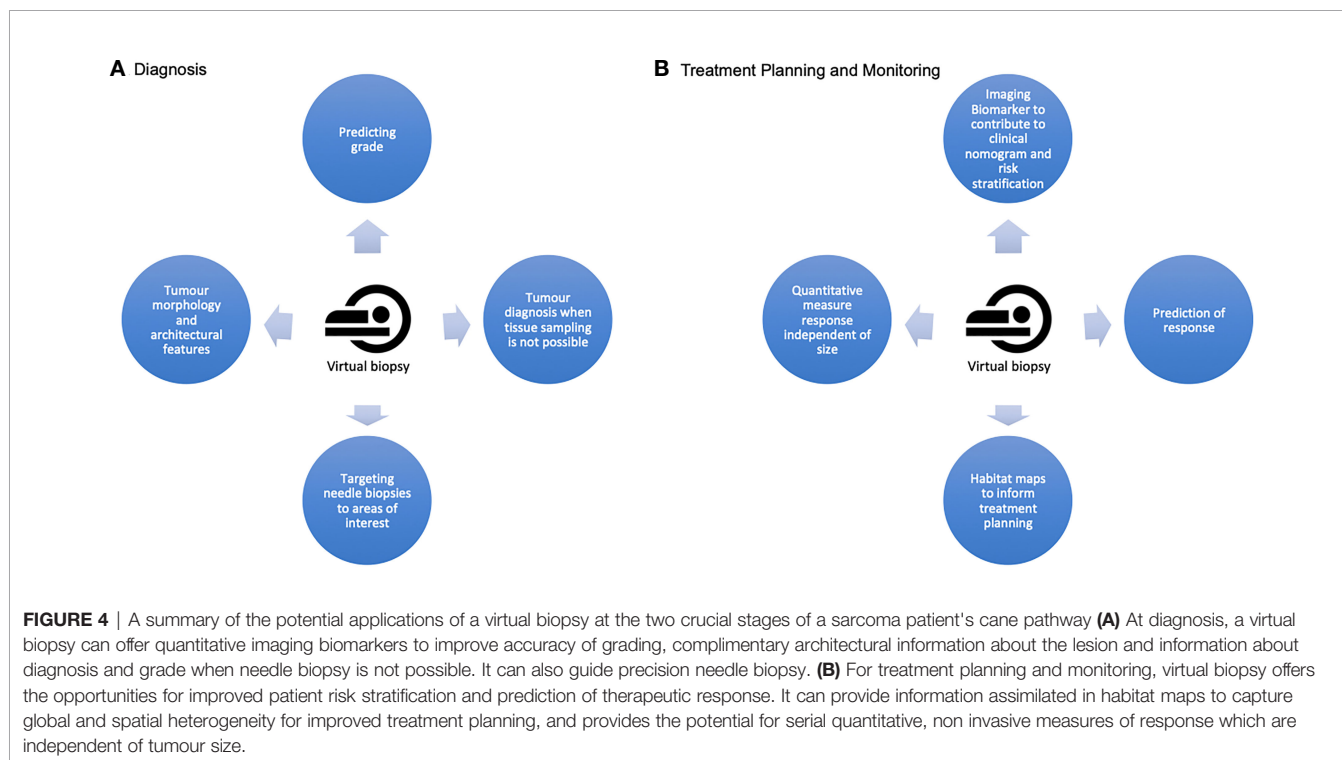 A Diagnosis
Predicting
grade
Tumour
morphology
and
architectural
features
Virtual biopsy
Tumour
diagnosis when
tissue sampling
is not possible
Targeting
needle biopsies
to areas of
interest
B Treatment Planning and Monitoring
Imaging
Biomarker to
contribute to
clinical
nomogram and
risk
stratification
Quantitative
measure
response
independent of
size
Virtual biopsy
Prediction of
response
Habitat maps
to inform
treatment
planning
FIGURE 4 | A summary of the potential applications of a virtual biopsy at the two crucial stages of a sarcoma patient's cane pathway (A) At diagnosis, a virtual
biopsy can offer quantitative imaging biomarkers to improve accuracy of grading, complimentary architectural information about the lesion and information about
diagnosis and grade when needle biopsy is not possible. It can also guide precision needle biopsy. (B) For treatment planning and monitoring, virtual biopsy offers
the opportunities for improved patient risk stratification and prediction of therapeutic response. It can provide information assimilated in habitat maps to capture
global and spatial heterogeneity for improved treatment planning, and provides the potential for serial quantitative, non invasive measures of response which are
independent of tumour size.